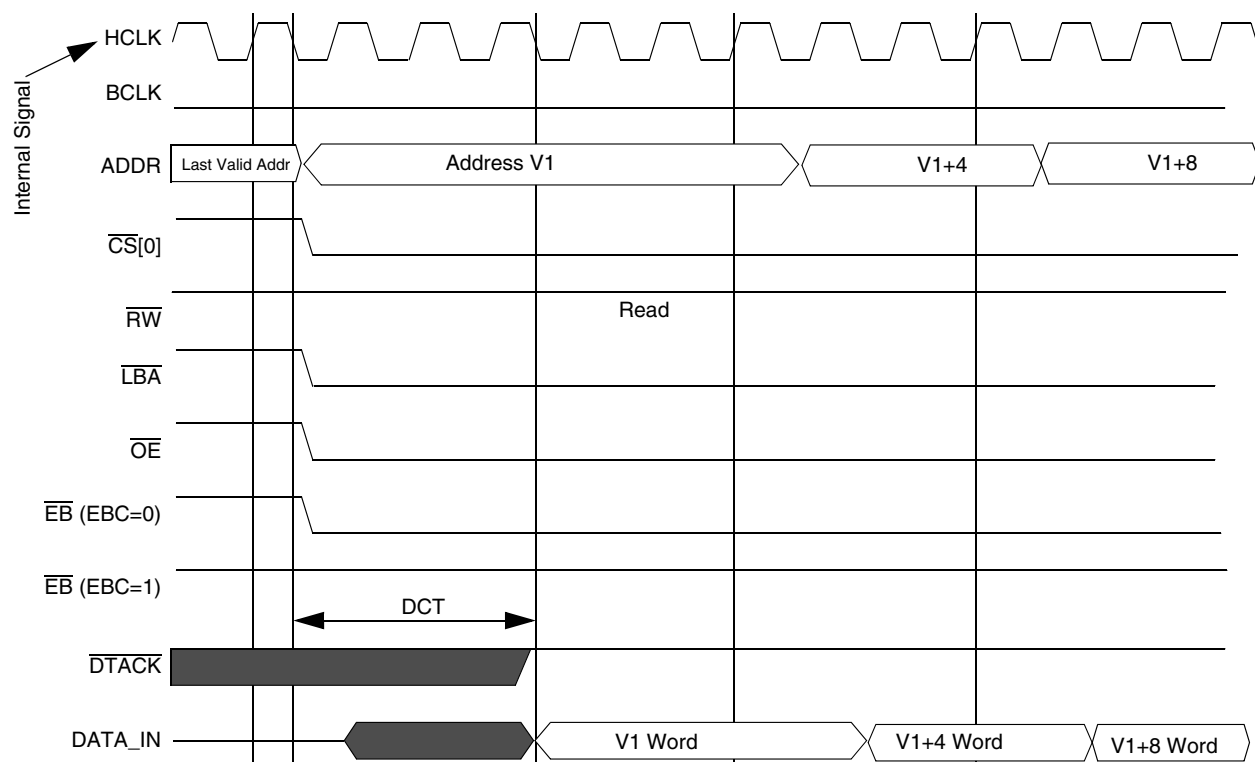 HCLK
Internal Signal
BCLK
ADDR
Last Valid Addr
Address V1
V1+4
V1+8
CS[0]
RW
Read
LBA
OE
EB (EBC=0)
EB (EBC=1)
DCT
DTACK
DATA_IN
V1 Word
V1+4 Word
V1+8 Word